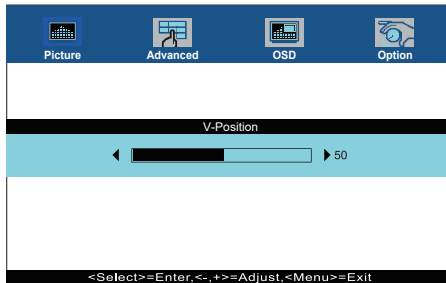 Picture Advanced OSD Option
V-Position
50
<Select>=Enter,<-,+>=Adjust,<Menu>=Exit